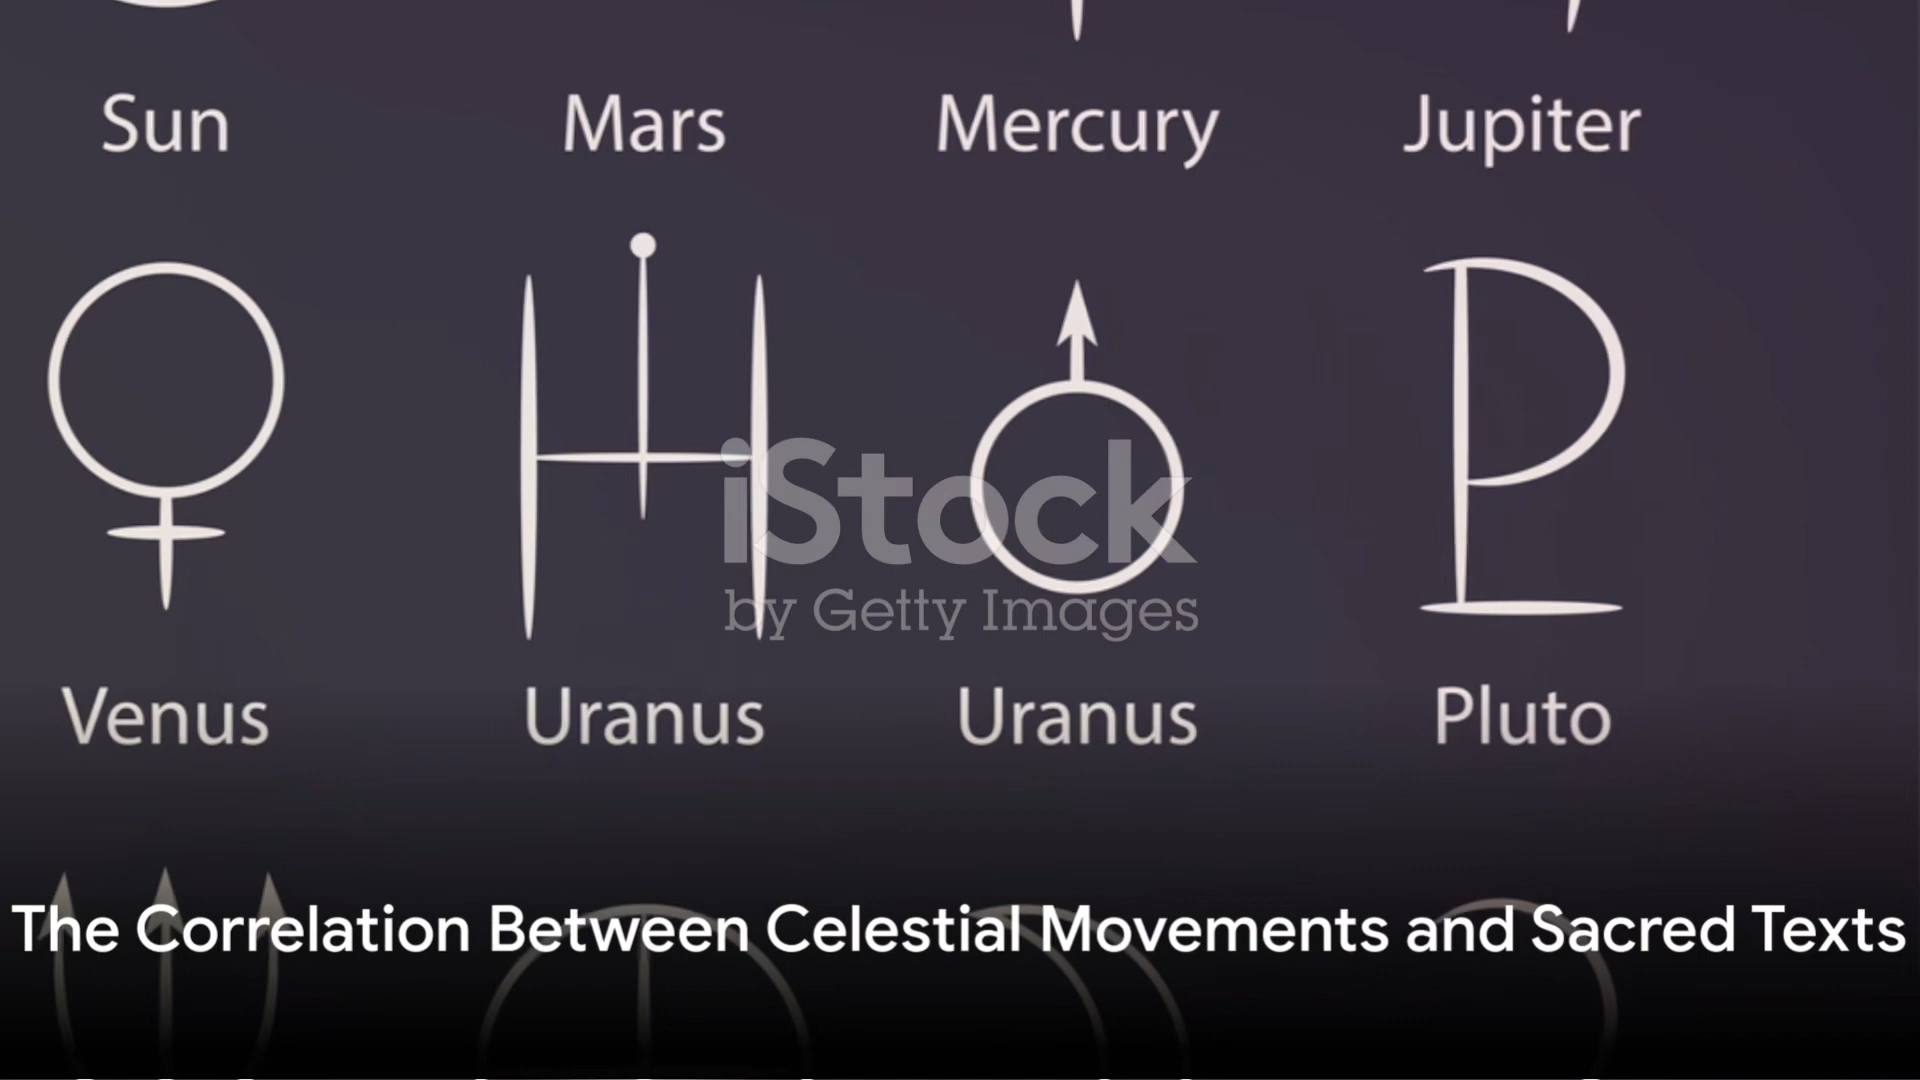 Sun Mars Mercury Jupiter
iStock
by Getty Images
Venus Uranus Uranus Pluto
The Correlation Between Celestial Movements and Sacred Texts